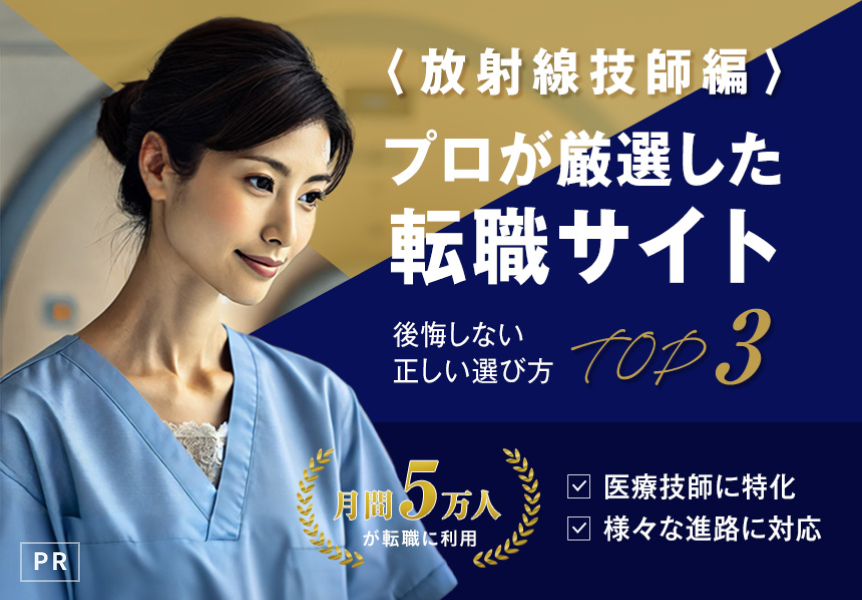 〈放射線技師編〉
プロが厳選した
転職サイト
後悔しない
正しい選び方
TOP 3
月間5万人
が転職に利用
医療技師に特化
様々な進路に対応
PR